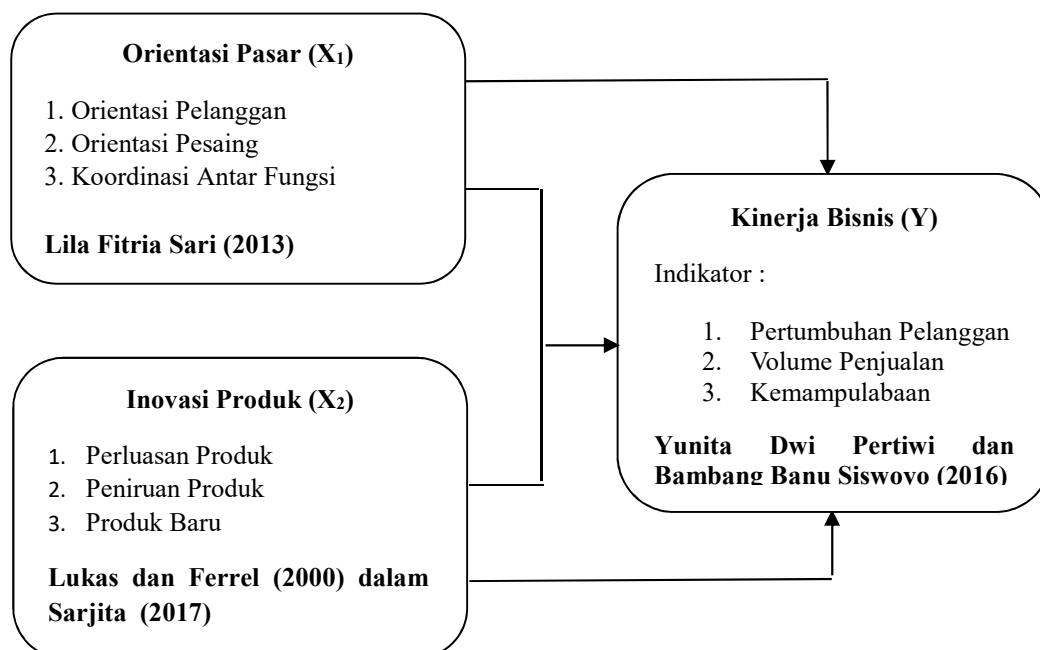 Orientasi Pasar (X₁)
1. Orientasi Pelanggan
2. Orientasi Pesaing
3. Koordinasi Antar Fungsi
Lila Fitria Sari (2013)
Inovasi Produk (X₂)
1. Perluasan Produk
2. Peniruan Produk
3. Produk Baru
Lukas dan Ferrel (2000) dalam
Sarjita (2017)
Kinerja Bisnis (Y)
Indikator :
1. Pertumbuhan Pelanggan
2. Volume Penjualan
3. Kemampulabaan
Yunita Dwi Pertiwi dan
Bambang Banu Siswoyo (2016)